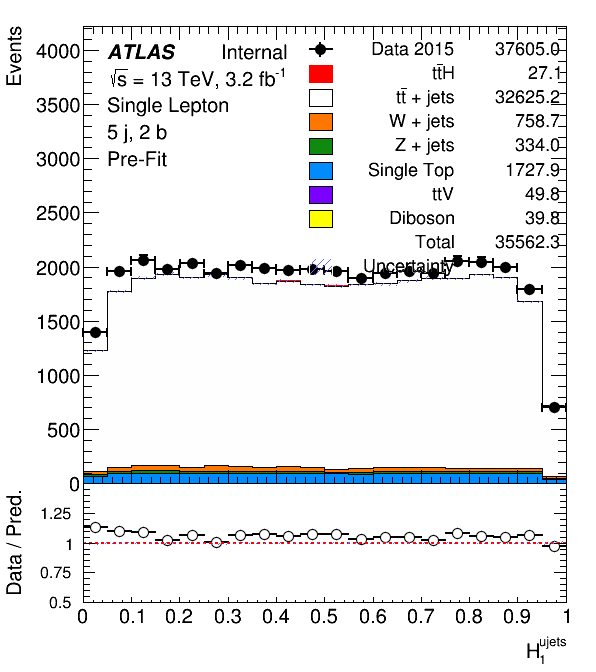 Events
4000
3500
3000
2500
2000
1500
1000
500
0
ATLAS Internal
√s = 13 TeV, 3.2 fb⁻¹
Single Lepton
5 j, 2 b
Pre-Fit
Data 2015 37605.0
tt̄H 27.1
tt̄ + jets 32625.2
W + jets 758.7
Z + jets 334.0
Single Top 1727.9
ttV 49.8
Diboson 39.8
Total 35562.3
Uncertainty
Data / Pred.
1.25
1
0.75
0.5
0 0.1 0.2 0.3 0.4 0.5 0.6 0.7 0.8 0.9 1
H₁ᵘʲᵉᵗˢ